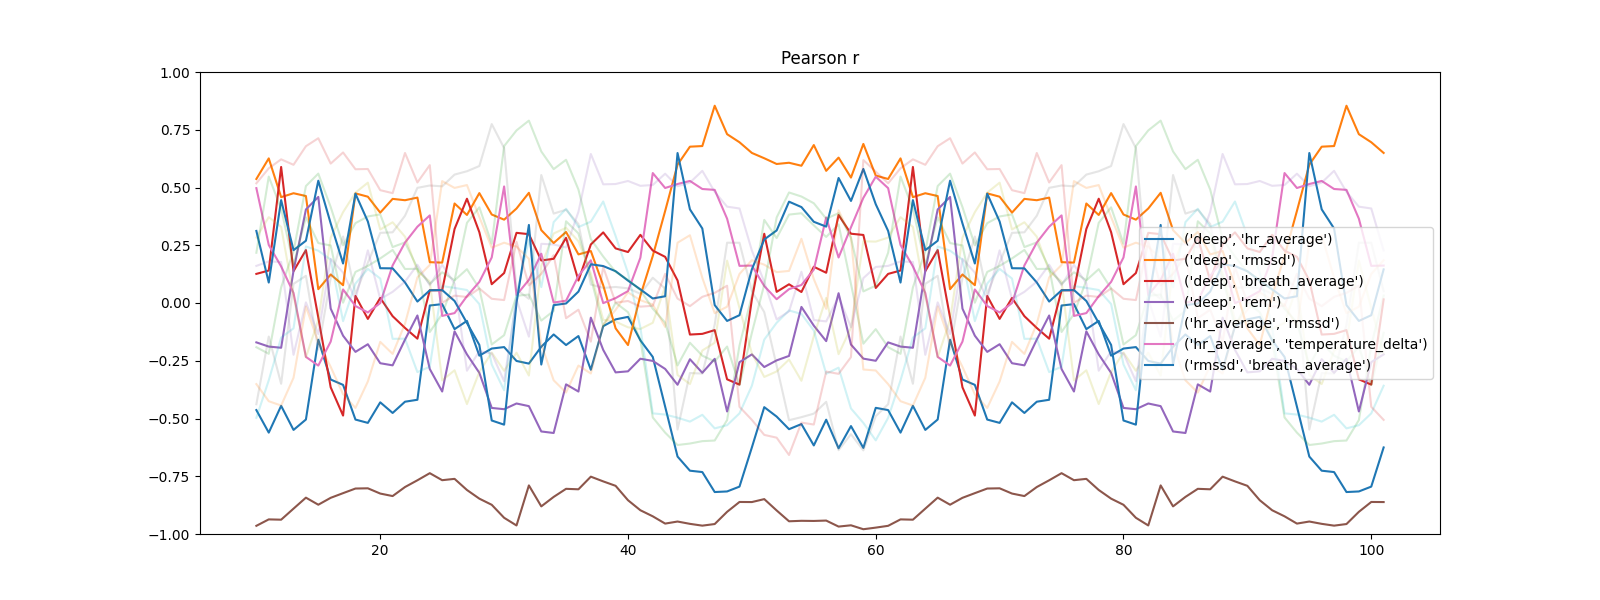 Pearson r
1.00
0.75
0.50
0.25
0.00
−0.25
−0.50
−0.75
−1.00
20
40
60
80
100
('deep', 'hr_average')
('deep', 'rmssd')
('deep', 'breath_average')
('deep', 'rem')
('hr_average', 'rmssd')
('hr_average', 'temperature_delta')
('rmssd', 'breath_average')